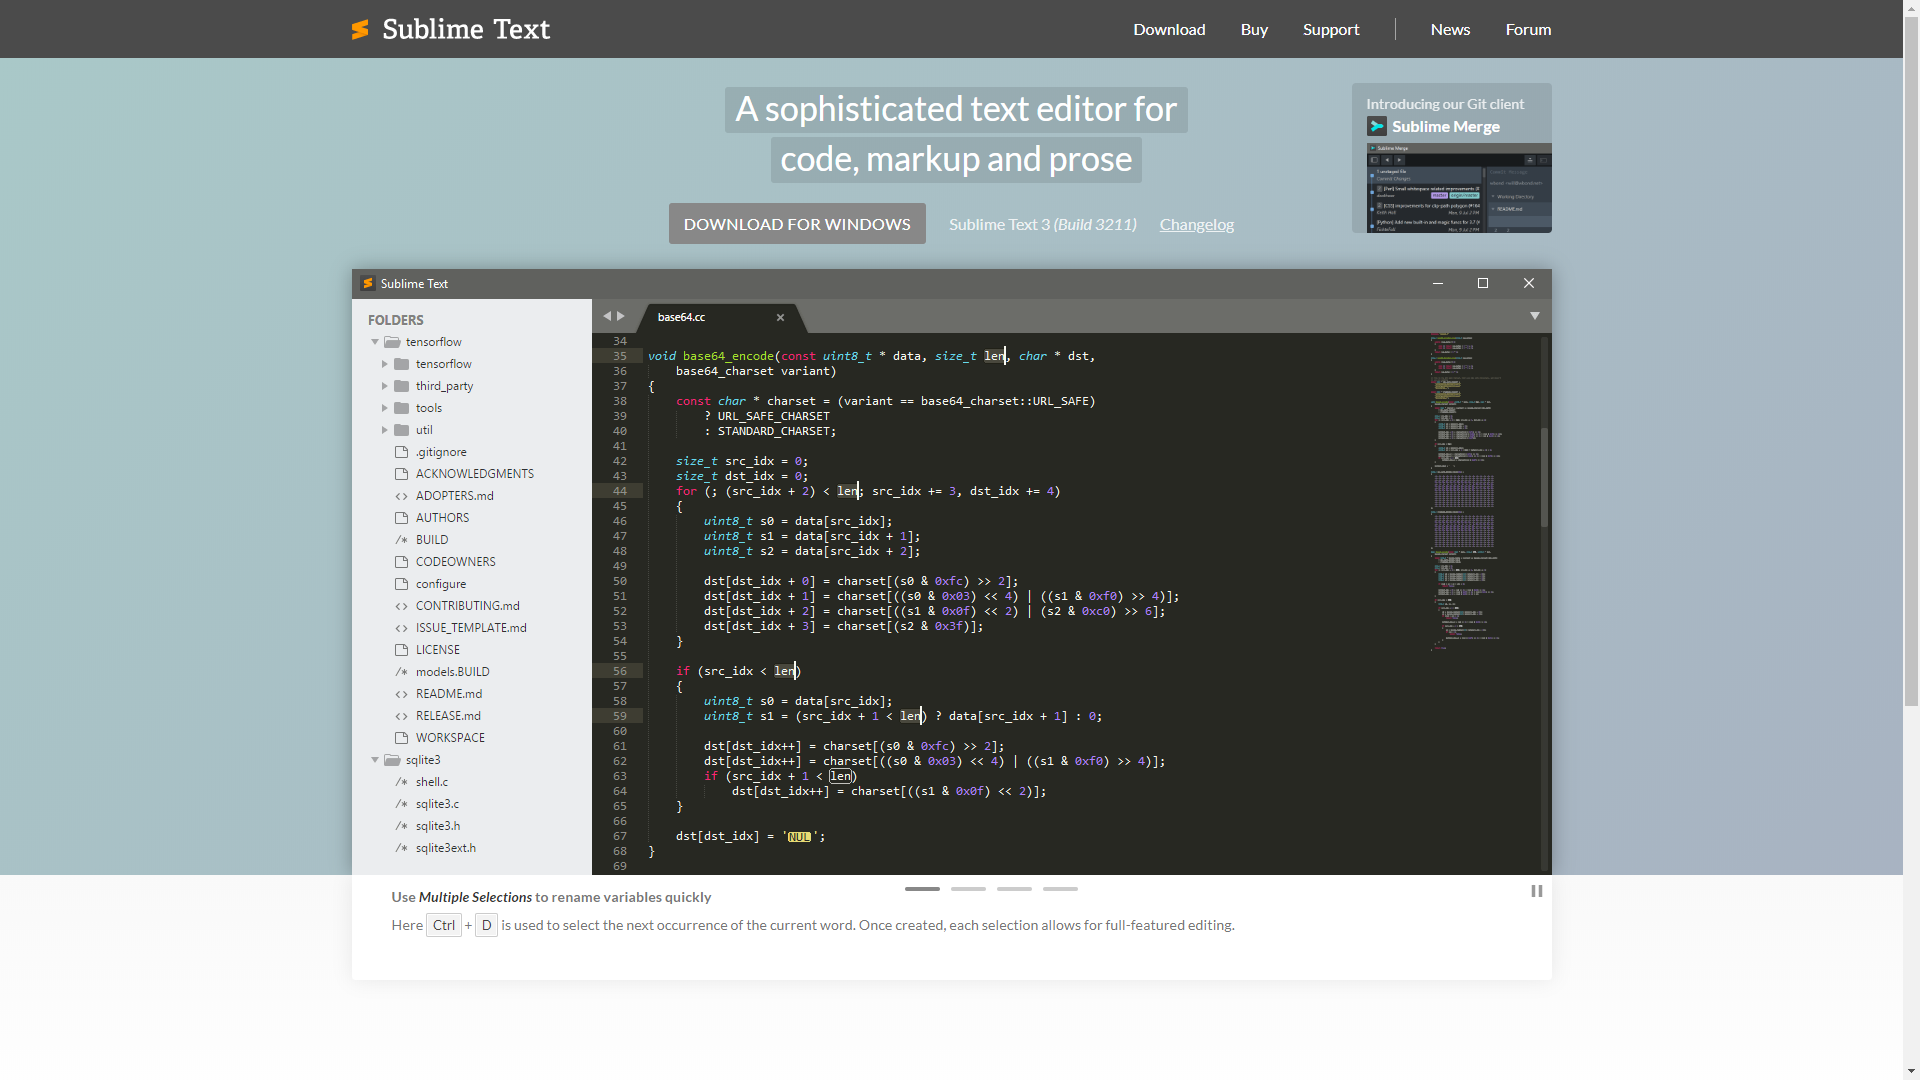 Sublime Text
Download Buy Support News Forum
A sophisticated text editor for
code, markup and prose
DOWNLOAD FOR WINDOWS Sublime Text 3 (Build 3211) Changelog
Introducing our Git client
Sublime Merge
Sublime Text
FOLDERS
tensorflow
tensorflow
third_party
tools
util
.gitignore
ACKNOWLEDGMENTS
ADOPTERS.md
AUTHORS
BUILD
CODEOWNERS
configure
CONTRIBUTING.md
ISSUE_TEMPLATE.md
LICENSE
models.BUILD
README.md
RELEASE.md
WORKSPACE
sqlite3
shell.c
sqlite3.c
sqlite3.h
sqlite3ext.h
base64.cc
34
35 void base64_encode(const uint8_t * data, size_t len, char * dst,
36 base64_charset variant)
37 {
38 const char * charset = (variant == base64_charset::URL_SAFE)
39 ? URL_SAFE_CHARSET
40 : STANDARD_CHARSET;
41
42 size_t src_idx = 0;
43 size_t dst_idx = 0;
44 for (; (src_idx + 2) < len; src_idx += 3, dst_idx += 4)
45 {
46 uint8_t s0 = data[src_idx];
47 uint8_t s1 = data[src_idx + 1];
48 uint8_t s2 = data[src_idx + 2];
49
50 dst[dst_idx + 0] = charset[(s0 & 0xfc) >> 2];
51 dst[dst_idx + 1] = charset[((s0 & 0x03) << 4) | ((s1 & 0xf0) >> 4)];
52 dst[dst_idx + 2] = charset[((s1 & 0x0f) << 2) | (s2 & 0xc0) >> 6];
53 dst[dst_idx + 3] = charset[(s2 & 0x3f)];
54 }
55
56 if (src_idx < len)
57 {
58 uint8_t s0 = data[src_idx];
59 uint8_t s1 = (src_idx + 1 < len) ? data[src_idx + 1] : 0;
60
61 dst[dst_idx++] = charset[(s0 & 0xfc) >> 2];
62 dst[dst_idx++] = charset[((s0 & 0x03) << 4) | ((s1 & 0xf0) >> 4)];
63 if (src_idx + 1 < len)
64 dst[dst_idx++] = charset[((s1 & 0x0f) << 2)];
65 }
66
67 dst[dst_idx] = 'NUL';
68 }
69
Use Multiple Selections to rename variables quickly
Here Ctrl + D is used to select the next occurrence of the current word. Once created, each selection allows for full-featured editing.